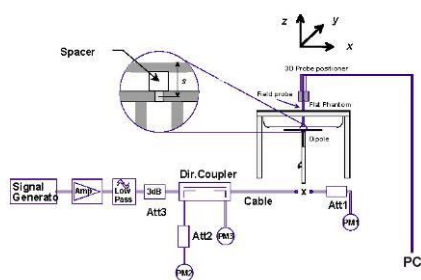 z
y
x
3D Probe positioner
Spacer
s
Field probe
Flat Phantom
Dipole
Dir.Coupler
Signal
Generato
Amp
Low
Pass
3dB
Cable
x
Att1
Att3
Att2
PM3
PM1
PM2
PC